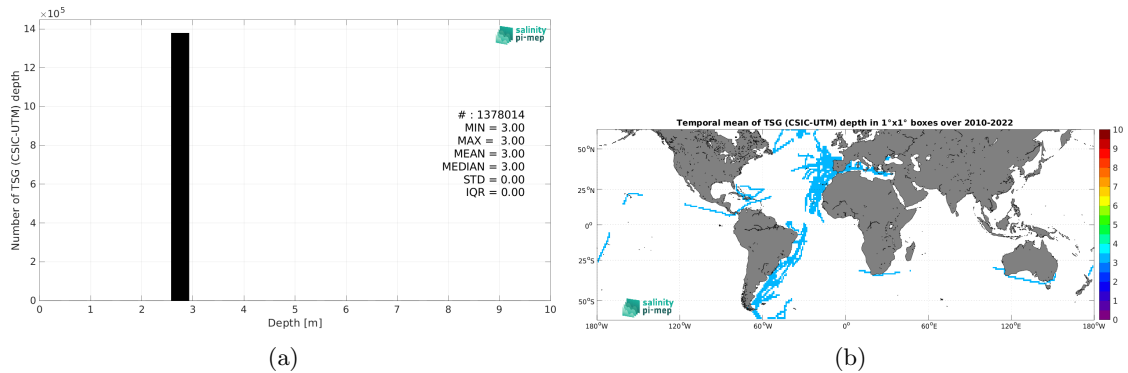 ×10⁵
14
12
10
8
6
4
2
0
Number of TSG (CSIC-UTM) depth
salinity
pi-mep
# : 1378014
MIN = 3.00
MAX = 3.00
MEAN = 3.00
MEDIAN = 3.00
STD = 0.00
IQR = 0.00
0 1 2 3 4 5 6 7 8 9 10
Depth [m]
(a)
Temporal mean of TSG (CSIC-UTM) depth in 1°x1° boxes over 2010-2022
50°N
25°N
0°
25°S
50°S
salinity
pi-mep
180°W 120°W 60°W 0° 60°E 120°E 180°W
10
9
8
7
6
5
4
3
2
1
0
(b)